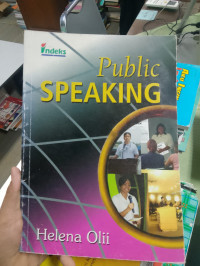 indeks
Public
SPEAKING
Helena Olii